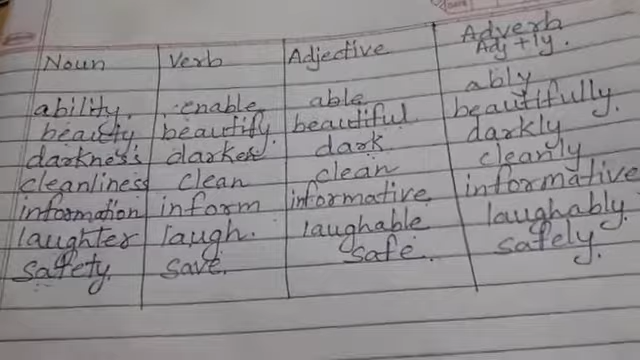 Noun Verb Adjective Adverb
Adj + ly.
ability. enable able ably
beauty beautify. beautiful beautifully.
darkness darken dark darkly
cleanliness clean clean cleanly
information inform informative informative
laughter laugh. laughable laughably.
safety. save. safe. safely.